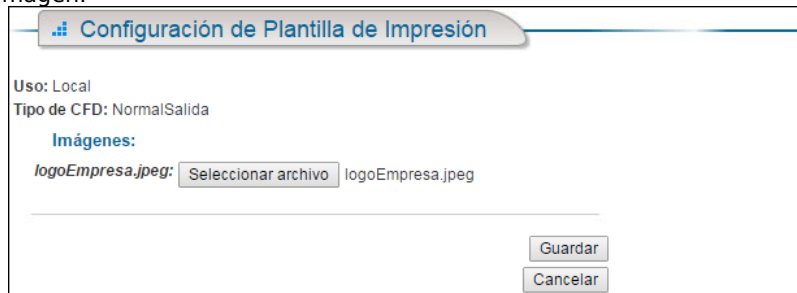 imagen.
Configuración de Plantilla de Impresión
Uso: Local
Tipo de CFD: NormalSalida
Imágenes:
logoEmpresa.jpeg: Seleccionar archivo logoEmpresa.jpeg
Guardar
Cancelar